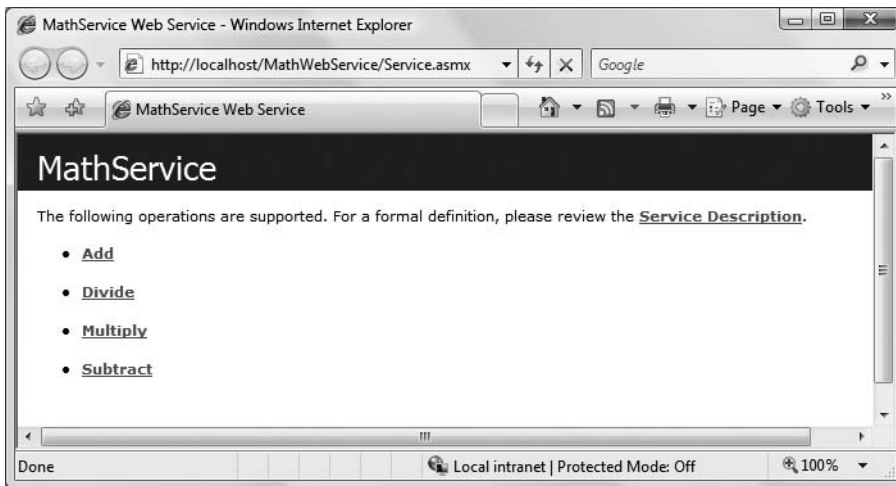 MathService Web Service - Windows Internet Explorer
http://localhost/MathWebService/Service.asmx
Google
MathService Web Service
Page
Tools
»
MathService
The following operations are supported. For a formal definition, please review the Service Description.
• Add
• Divide
• Multiply
• Subtract
Done
Local intranet | Protected Mode: Off
100%